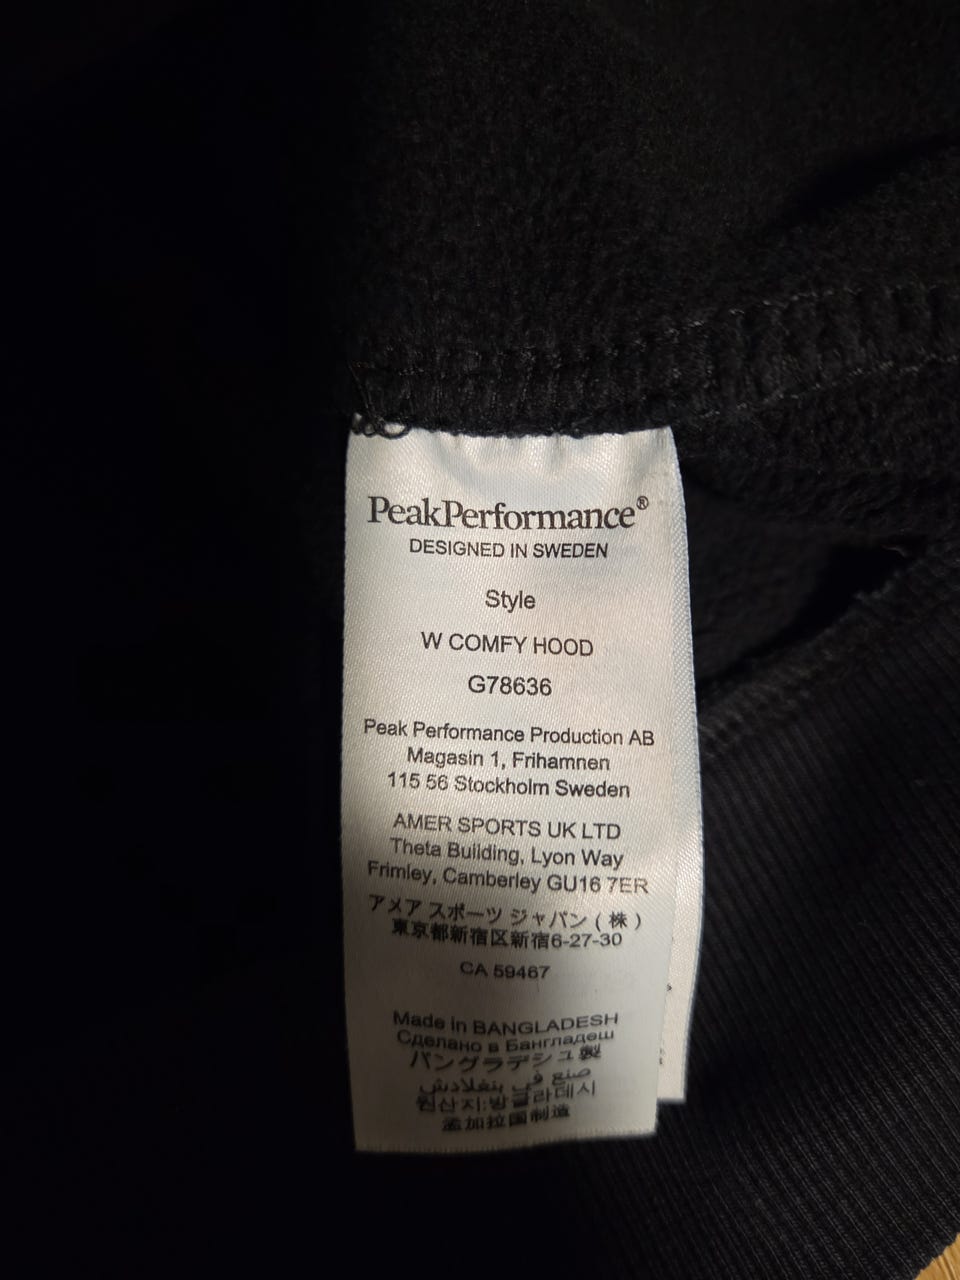 PeakPerformance®
DESIGNED IN SWEDEN
Style
W COMFY HOOD
G78636
Peak Performance Production AB
Magasin 1, Frihamnen
115 56 Stockholm Sweden
AMER SPORTS UK LTD
Theta Building, Lyon Way
Frimley, Camberley GU16 7ER
アメア スポーツ ジャパン ( 株 )
東京都新宿区新宿6-27-30
CA 59467
Made in BANGLADESH
Сделано в Бангладеш
バングラデシュ製
صنع في بنغلادش
원산지:방글라데시
孟加拉国制造